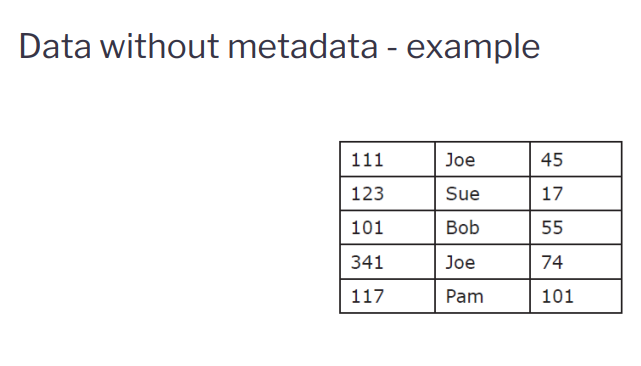 Data without metadata - example
111 Joe 45
123 Sue 17
101 Bob 55
341 Joe 74
117 Pam 101